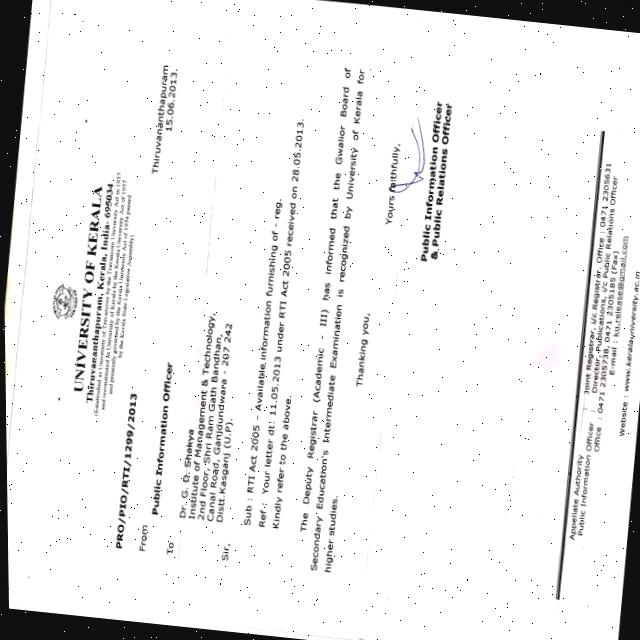 UNIVERSITY OF KERALA
Thiruvananthapuram, Kerala, India- 695034
(Established as University of Travancore by the Travancore University Act in 1937
and reconstituted as University of Kerala by the Kerala University Act of 1957
and presently governed by the Kerala University Act of 1974 passed
by the Kerala State Legislative Assembly)
PRO/PIO/RTI/1299/2013
Thiruvananthapuram
15.06.2013.
From
Public Information Officer
To
Dr. G. D. Shakya
Institute of Management & Technology,
2nd Floor, Shri Ram Gath Bandhan,
Canal Road, Ganjdundwara - 207 242
Distt.Kasganj (U.P).
Sir,
Sub : RTI Act 2005 – Available information furnishing of - reg.
Ref.: Your letter dt: 11.05.2013 under RTI Act 2005 received on 28.05.2013.
Kindly refer to the above.
The Deputy Registrar (Academic - III) has informed that the Gwalior Board of
Secondary Education's Intermediate Examination is recognized by University of Kerala for
higher studies.
Thanking you,
Yours faithfully,
Public Information Officer
& Public Relations Officer
Appellate Authority : Joint Registrar, I/c Registrar, Office : 0471 2305631
Public Information Officer : Director,Publications, I/c Public Relations Officer
Office : 0471 2305738, 0471 2305185 (Fax)
E-mail : ku.release@gmail.com
Website : www.keralauniversity.ac.in